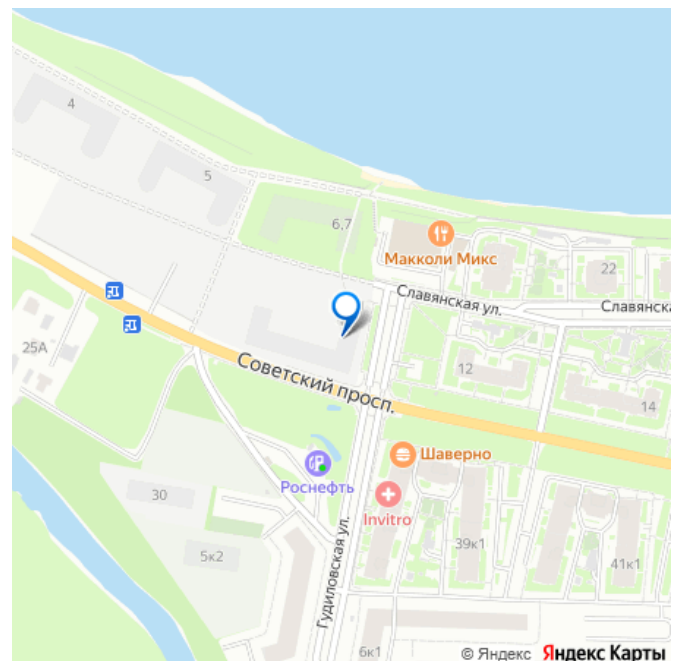 4
5
6,7
Макколи Микс
22
Славянская ул.
Славянска
25А
12
Советский просп.
14
Шаверно
Роснефть
Invitro
30
39к1
5к2
41к1
Гудиловская ул.
6к1
© Яндекс Яндекс Карты